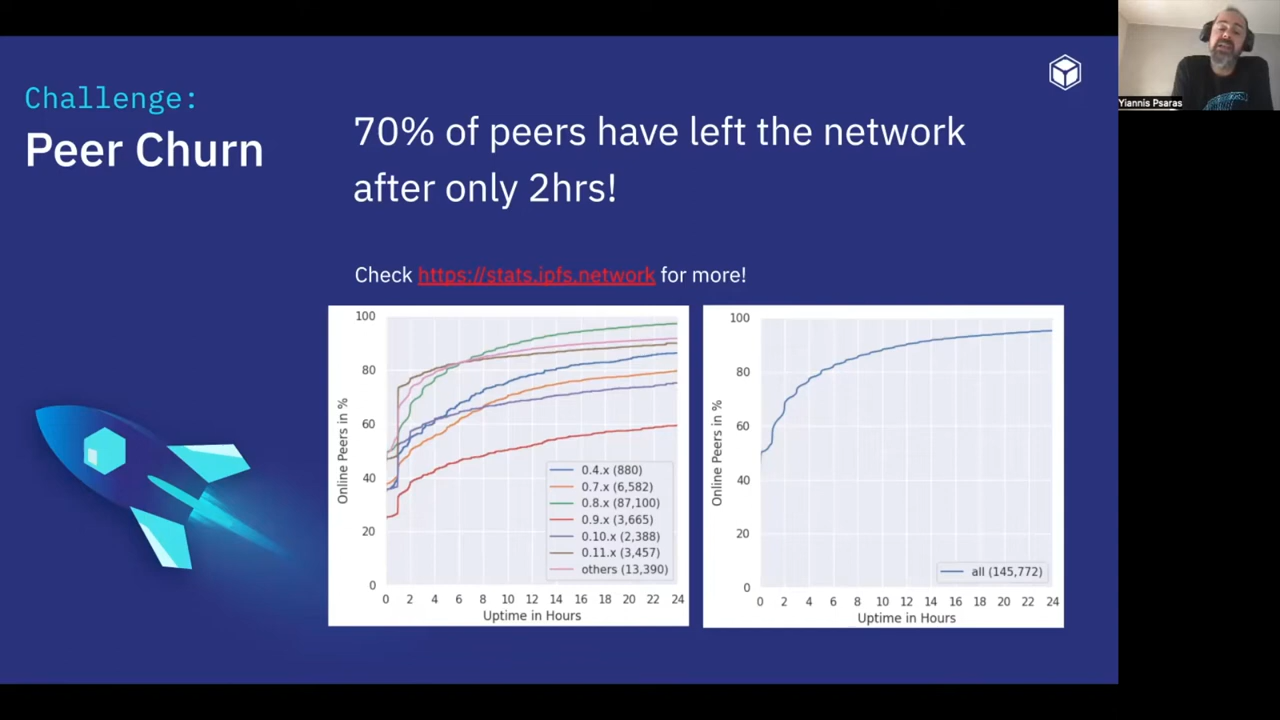 Challenge:
Peer Churn
70% of peers have left the network
after only 2hrs!
Check https://stats.ipfs.network for more!
Yiannis Psaras
100
80
60
40
20
0
Online Peers in %
0.4.x (880)
0.7.x (6,582)
0.8.x (87,100)
0.9.x (3,665)
0.10.x (2,388)
0.11.x (3,457)
others (13,390)
0 2 4 6 8 10 12 14 16 18 20 22 24
Uptime in Hours
100
80
60
40
20
0
Online Peers in %
all (145,772)
0 2 4 6 8 10 12 14 16 18 20 22 24
Uptime in Hours